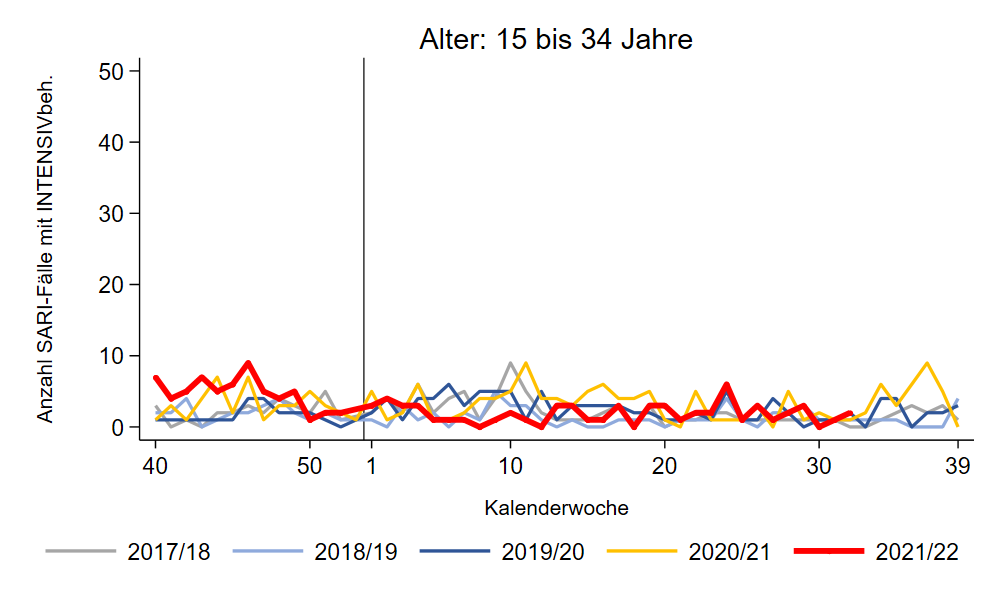 Alter: 15 bis 34 Jahre
Anzahl SARI-Fälle mit INTENSIVbeh.
50
40
30
20
10
0
40 50 1 10 20 30 39
Kalenderwoche
2017/18 2018/19 2019/20 2020/21 2021/22